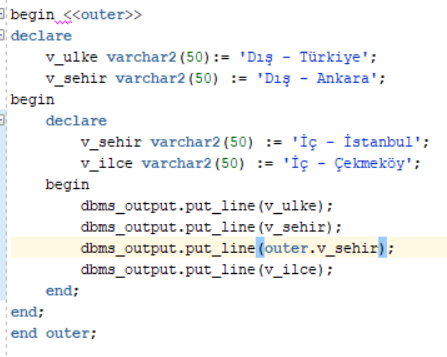 begin <<outer>>
declare
v_ulke varchar2(50):= 'Dış - Türkiye';
v_sehir varchar2(50) := 'Dış - Ankara';
begin
declare
v_sehir varchar2(50) := 'İç - İstanbul';
v_ilce varchar2(50) := 'İç - Çekmeköy';
begin
dbms_output.put_line(v_ulke);
dbms_output.put_line(v_sehir);
dbms_output.put_line(outer.v_sehir);
dbms_output.put_line(v_ilce);
end;
end;
end outer;